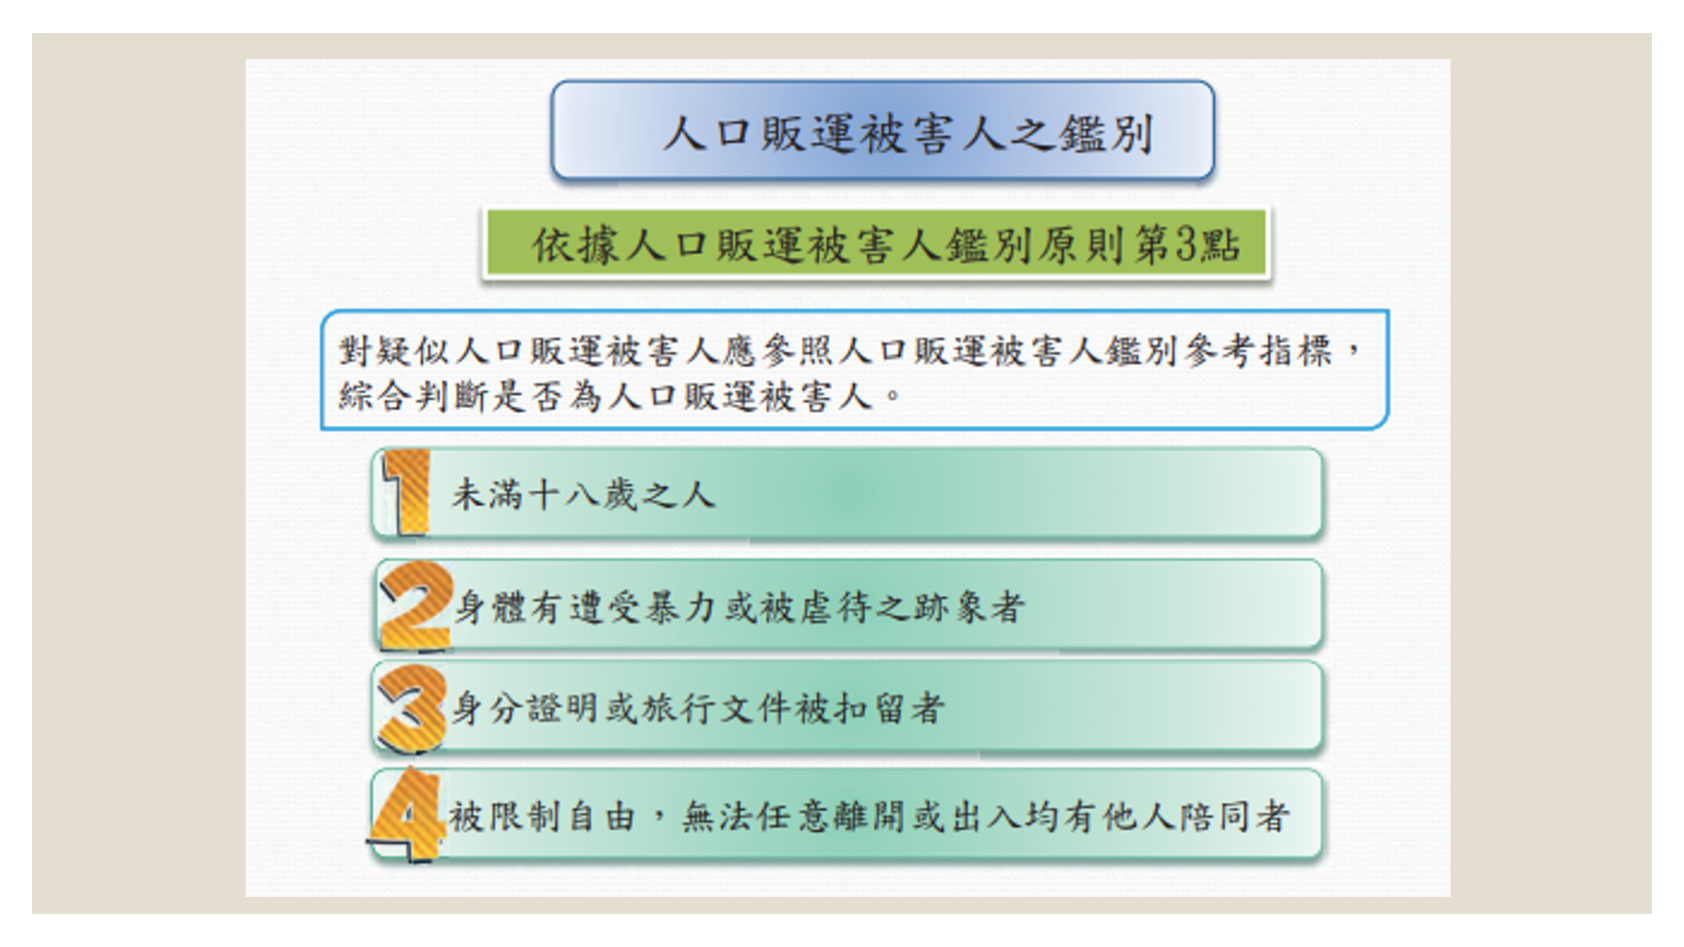 人口販運被害人之鑑別
依據人口販運被害人鑑別原則第3點
對疑似人口販運被害人應參照人口販運被害人鑑別參考指標，
綜合判斷是否為人口販運被害人。
1 未滿十八歲之人
2 身體有遭受暴力或被虐待之跡象者
3 身分證明或旅行文件被扣留者
4 被限制自由，無法任意離開或出入均有他人陪同者